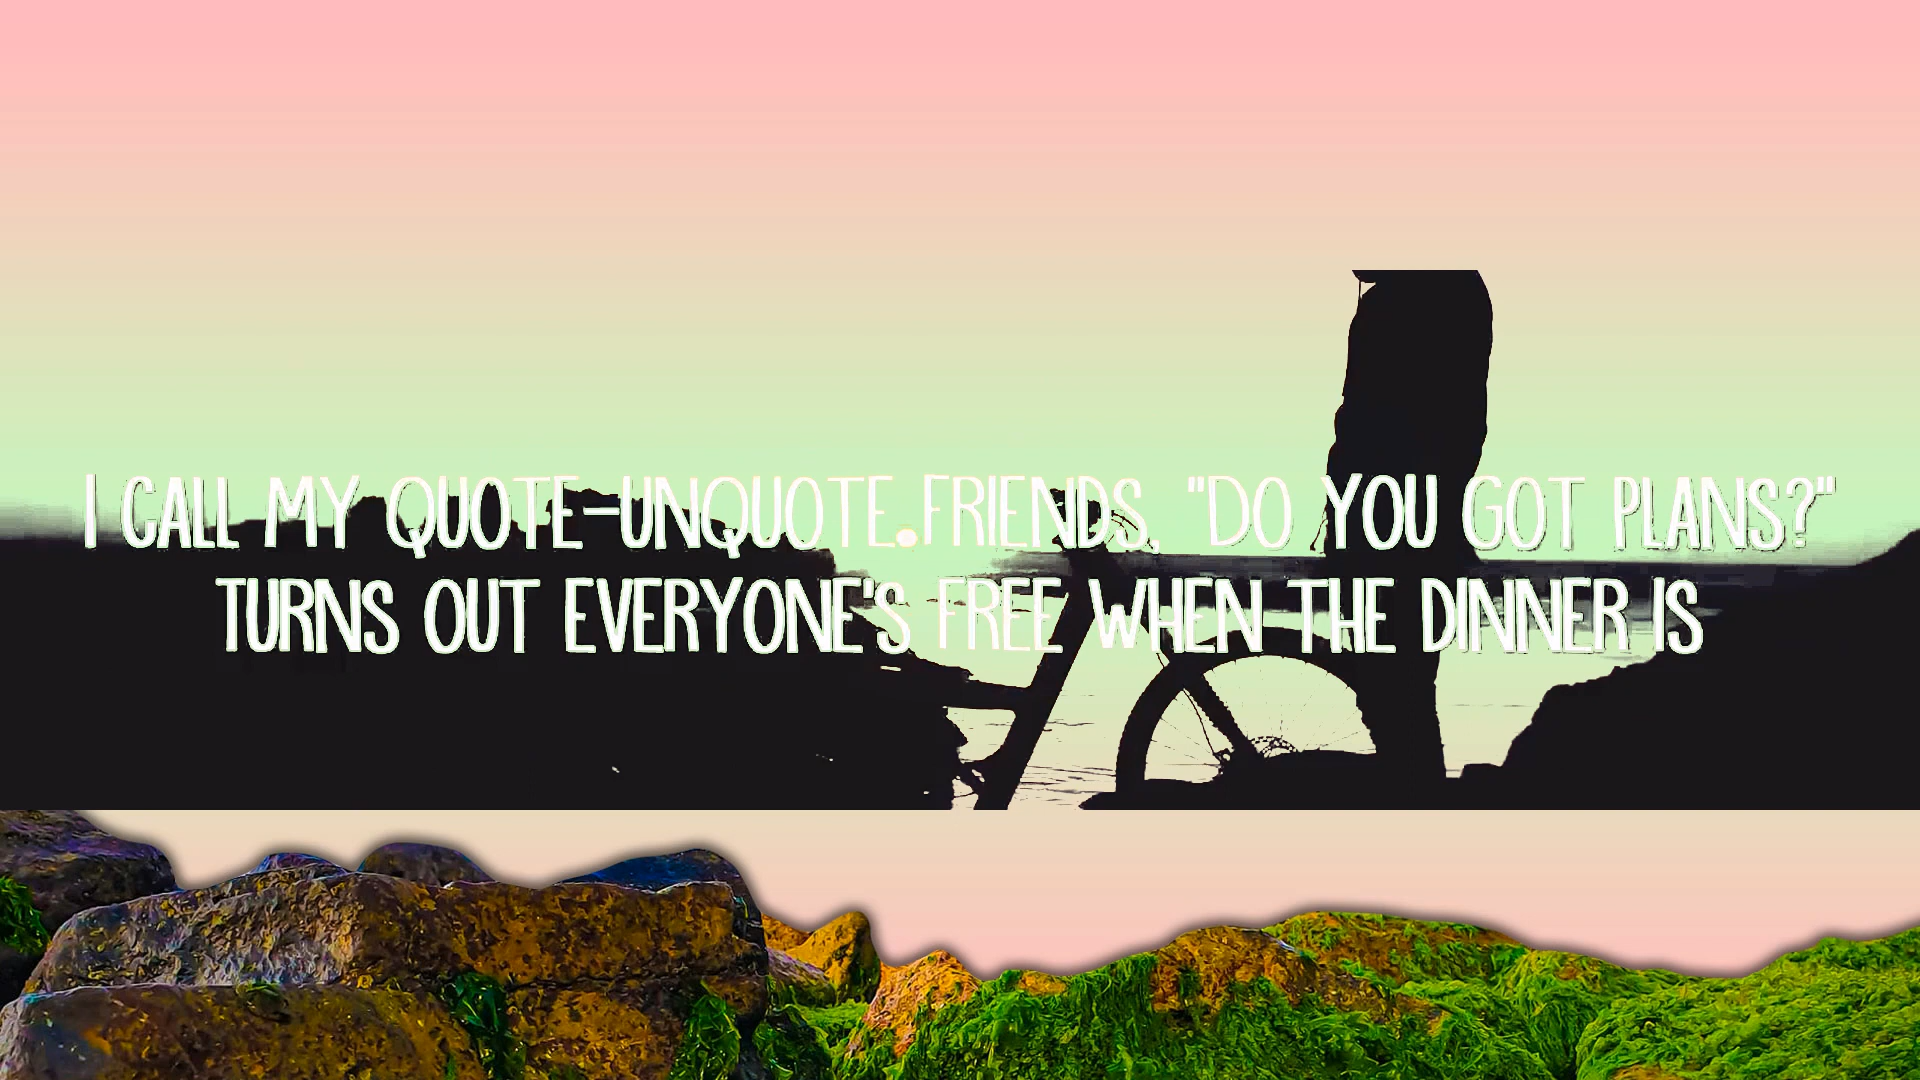 I CALL MY QUOTE-UNQUOTE FRIENDS, "DO YOU GOT PLANS?"
TURNS OUT EVERYONE'S FREE WHEN THE DINNER IS